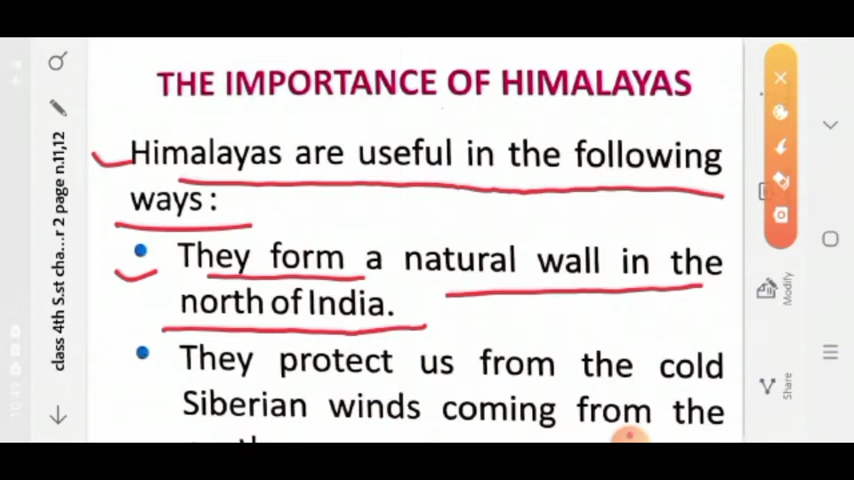 THE IMPORTANCE OF HIMALAYAS
Himalayas are useful in the following
ways :
• They form a natural wall in the
north of India.
• They protect us from the cold
Siberian winds coming from the
class 4th S.st cha...r 2 page n.11,12
Modify
Share
10:49